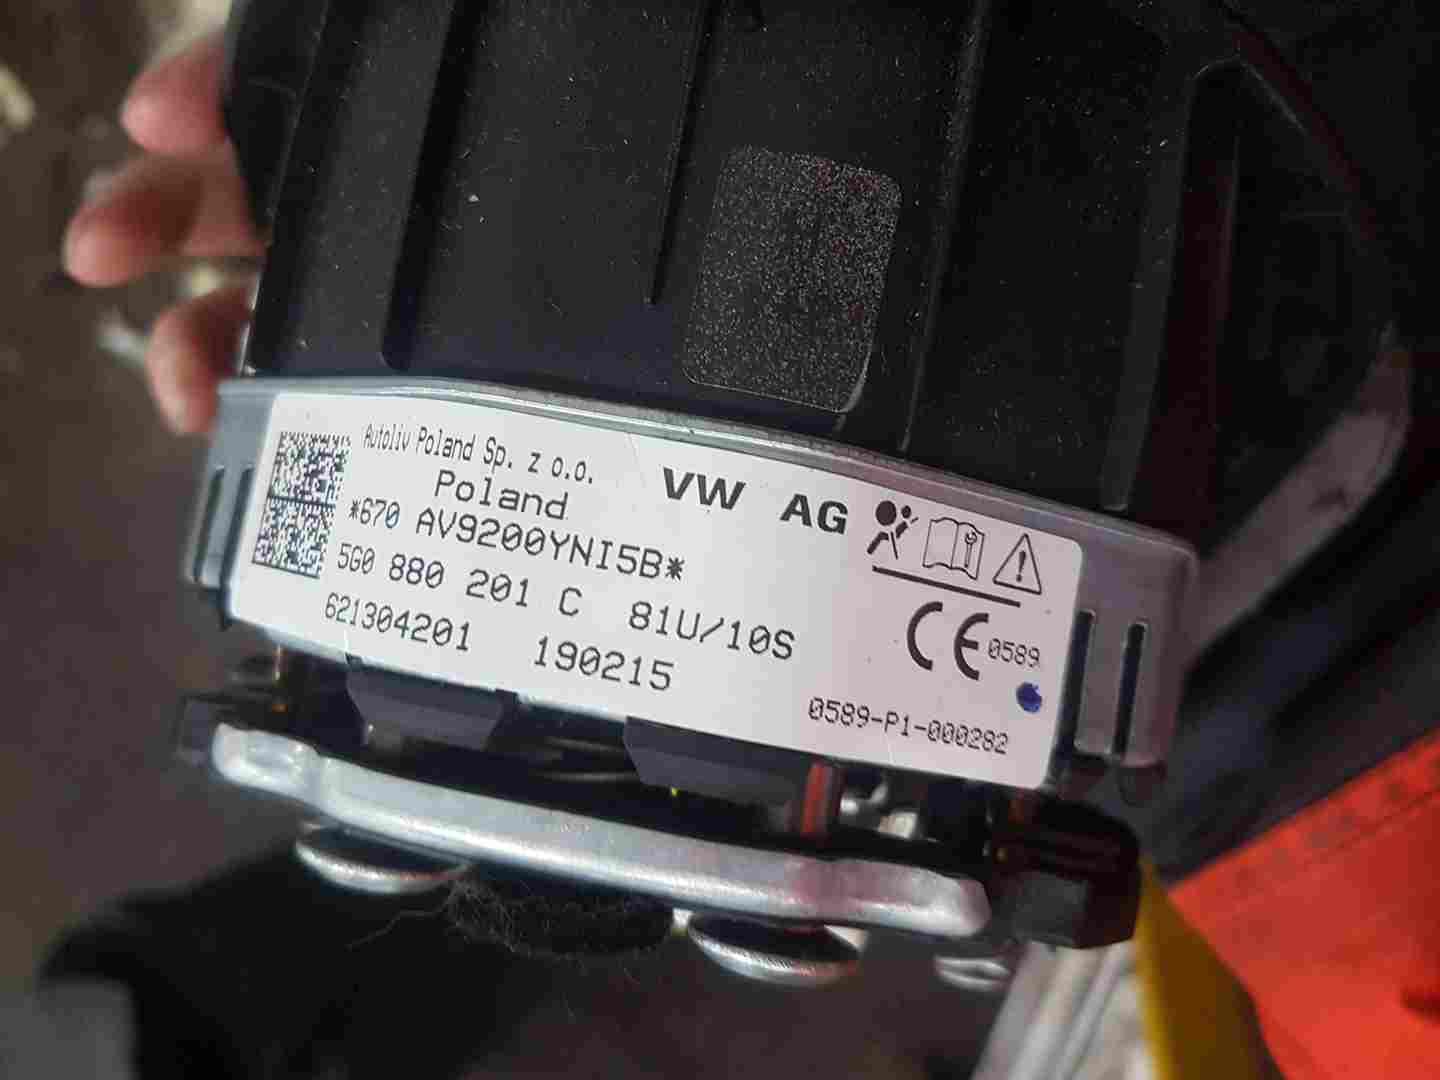 Autoliv Poland Sp. z o.o.
Poland
*670 AV9200YNI5B*
5G0 880 201 C 81U/10S
621304201 190215
VW AG
CE 0589
0589-P1-000282